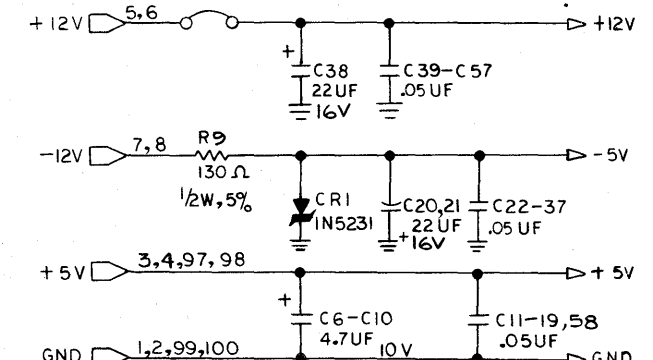 +12V 5,6 +12V
+
C38 C39-C57
22UF .05UF
16V
-12V 7,8 R9 -5V
130 Ω
1/2W, 5%
CR1 C20,21 C22-37
1N5231 22UF .05UF
+
16V
+5V 3,4,97,98 +5V
+
C6-C10 C11-19,58
4.7UF .05UF
GND 1,2,99,100 10V GND